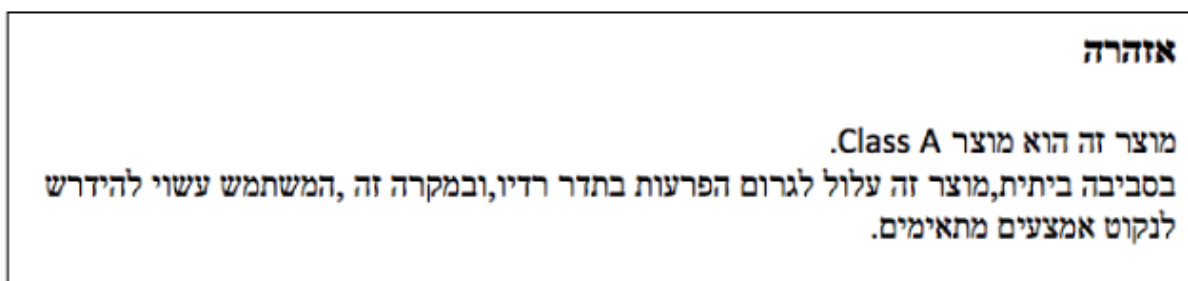 אזהרה
מוצר זה הוא מוצר Class A.
בסביבה ביתית,מוצר זה עלול לגרום הפרעות בתדר רדיו,ובמקרה זה ,המשתמש עשוי להידרש
לנקוט אמצעים מתאימים.